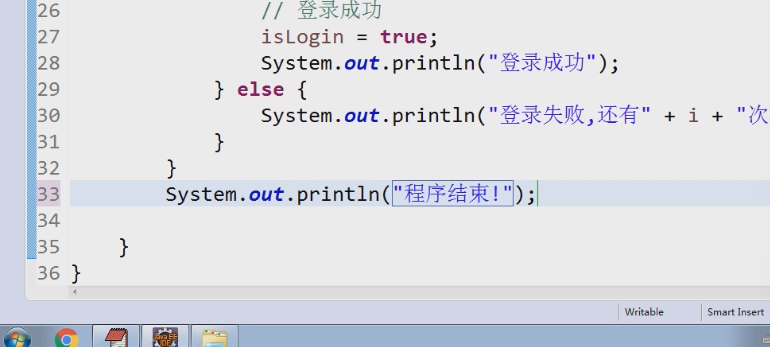 26 // 登录成功
27 isLogin = true;
28 System.out.println("登录成功");
29 } else {
30 System.out.println("登录失败,还有" + i + "次
31 }
32 }
33 System.out.println("程序结束!");
34
35 }
36 }
Writable Smart Insert